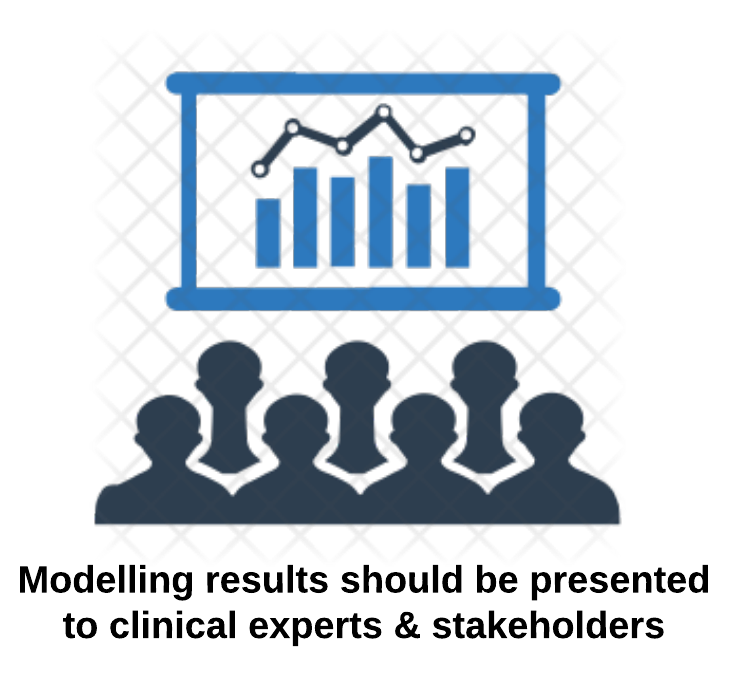 Modelling results should be presented
to clinical experts & stakeholders